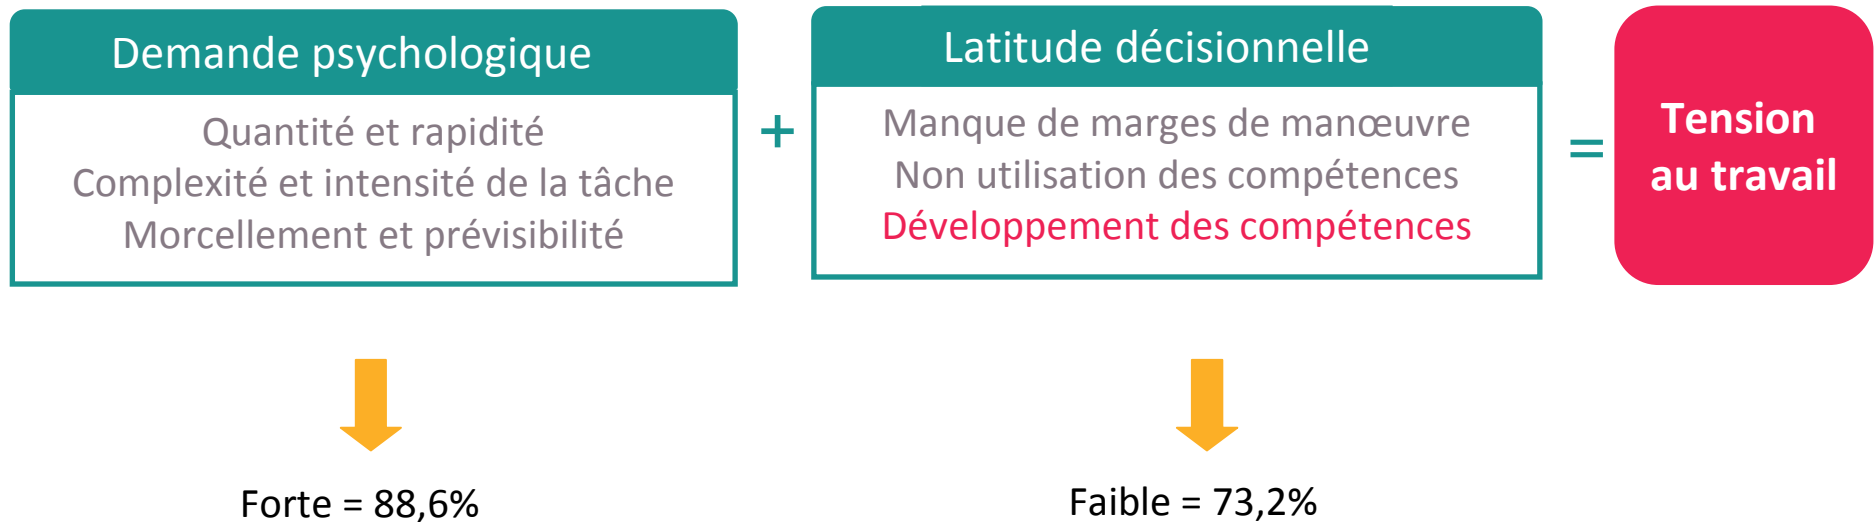 Demande psychologique
Quantité et rapidité
Complexité et intensité de la tâche
Morcellement et prévisibilité
+
Latitude décisionnelle
Manque de marges de manœuvre
Non utilisation des compétences
Développement des compétences
=
Tension
au travail
Forte = 88,6%
Faible = 73,2%